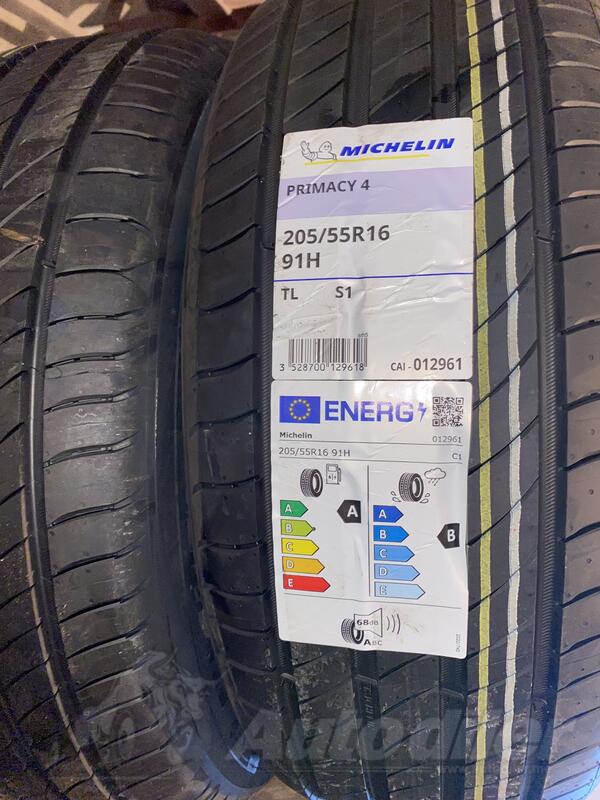 MICHELIN
PRIMACY 4
205/55R16
91H
TL S1
3 528700 129618
CAI - 012961
ENERG
Michelin 012961
205/55R16 91H C1
A A
B
C
D
E
A
B B
C
D
E
68dB
ABC
Autodiler